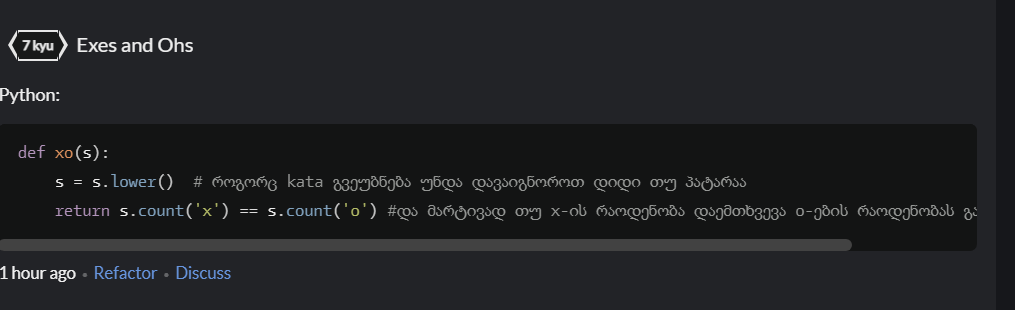 7 kyu Exes and Ohs
Python:
def xo(s):
    s = s.lower()  # როგორც kata გვეუბნება უნდა დავაიგნოროთ დიდი თუ პატარაა
    return s.count('x') == s.count('o') #და მარტივად თუ x-ის რაოდენობა დაემთხვევა o-ების რაოდენობას
1 hour ago • Refactor • Discuss